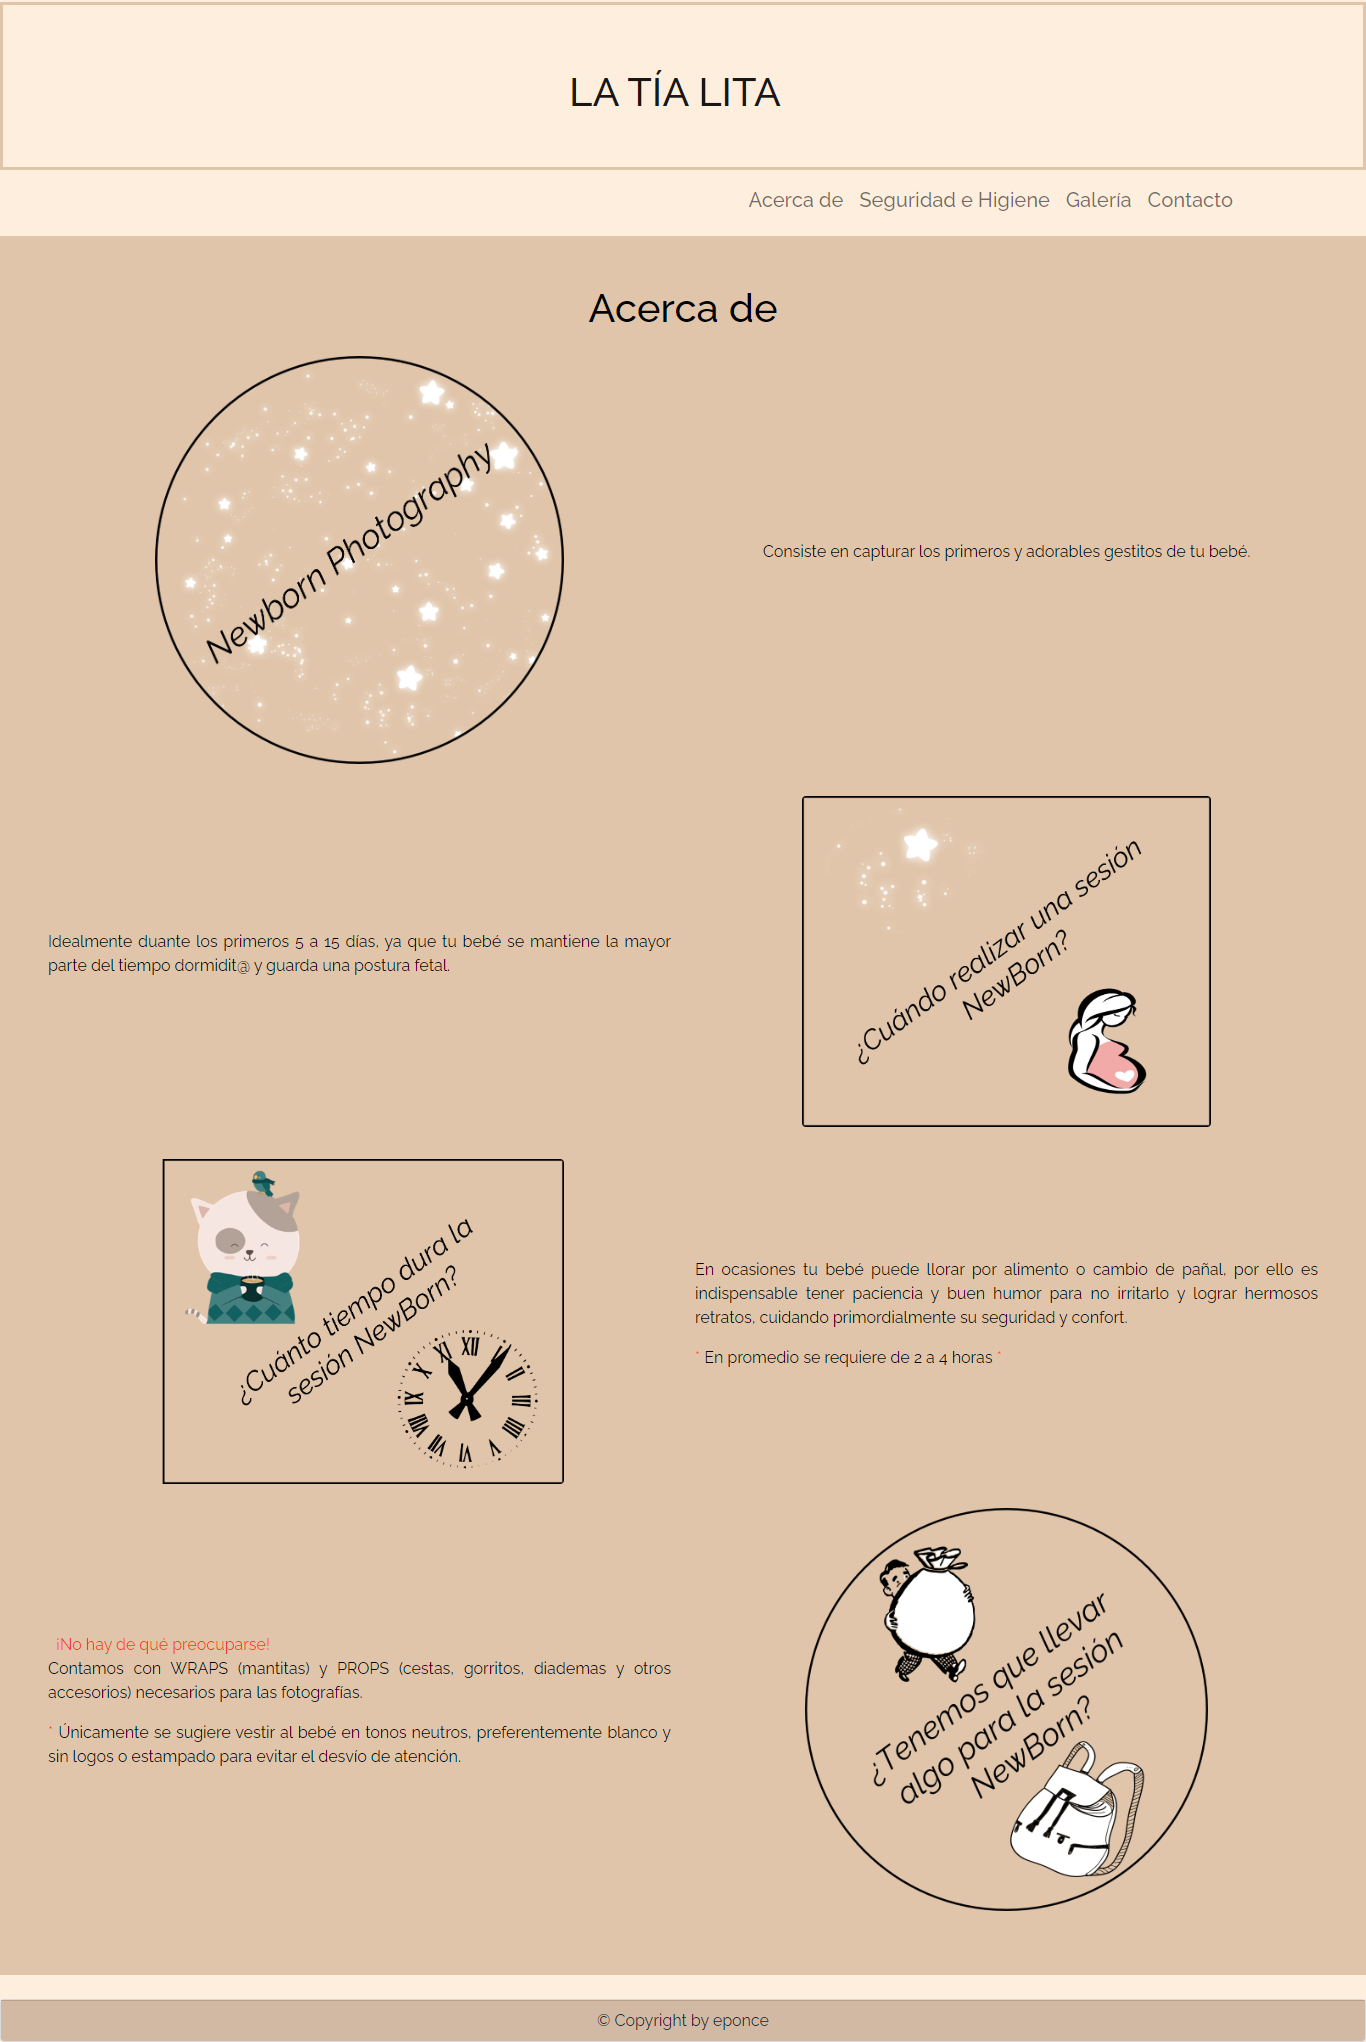 LA TÍA LITA
Acerca de Seguridad e Higiene Galería Contacto
Acerca de
Newborn Photography
Consiste en capturar los primeros y adorables gestitos de tu bebé.
Idealmente duante los primeros 5 a 15 días, ya que tu bebé se mantiene la mayor
parte del tiempo dormidit@ y guarda una postura fetal.
¿Cuándo realizar una sesión
NewBorn?
¿Cuánto tiempo dura la
sesión NewBorn?
XII
I
II
III
IIII
V
VI
VII
VIII
IX
X
XI
En ocasiones tu bebé puede llorar por alimento o cambio de pañal, por ello es
indispensable tener paciencia y buen humor para no irritarlo y lograr hermosos
retratos, cuidando primordialmente su seguridad y confort.
* En promedio se requiere de 2 a 4 horas *
¡No hay de qué preocuparse!
Contamos con WRAPS (mantitas) y PROPS (cestas, gorritos, diademas y otros
accesorios) necesarios para las fotografías.
* Únicamente se sugiere vestir al bebé en tonos neutros, preferentemente blanco y
sin logos o estampado para evitar el desvío de atención.
¿Tenemos que llevar
algo para la sesión
NewBorn?
© Copyright by eponce